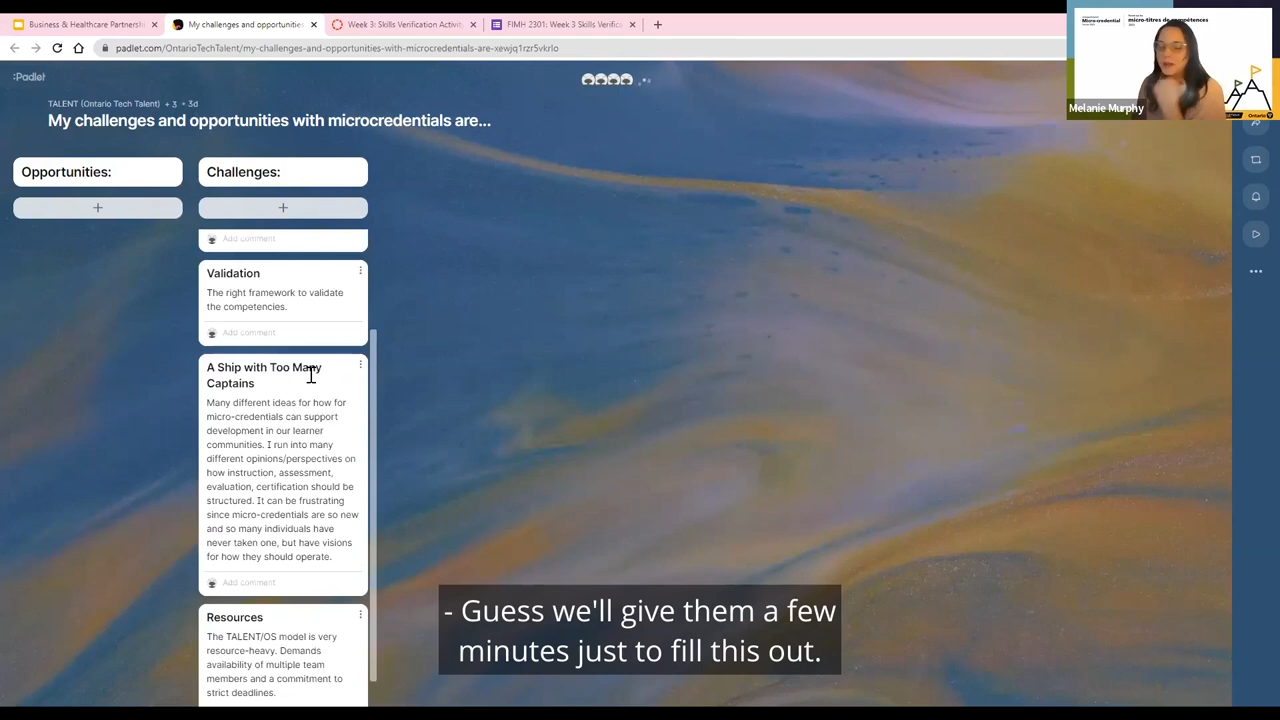 Business & Healthcare Partnersh
My challenges and opportunities
Week 3: Skills Verification Activi
FIMH 2301: Week 3 Skills Verific
padlet.com/OntarioTechTalent/my-challenges-and-opportunities-with-microcredentials-are-xewjq1rzr5vkrlo
Micro-credential
micro-titres de compétences
Melanie Murphy
Ontario
:Padlet
TALENT (Ontario Tech Talent) + 3 • 3d
My challenges and opportunities with microcredentials are...
Opportunities:
Challenges:
+
+
Add comment
Validation
The right framework to validate
the competencies.
Add comment
A Ship with Too Many
Captains
Many different ideas for how for
micro-credentials can support
development in our learner
communities. I run into many
different opinions/perspectives on
how instruction, assessment,
evaluation, certification should be
structured. It can be frustrating
since micro-credentials are so new
and so many individuals have
never taken one, but have visions
for how they should operate.
Add comment
Resources
The TALENT/OS model is very
resource-heavy. Demands
availability of multiple team
members and a commitment to
strict deadlines.
- Guess we'll give them a few
minutes just to fill this out.